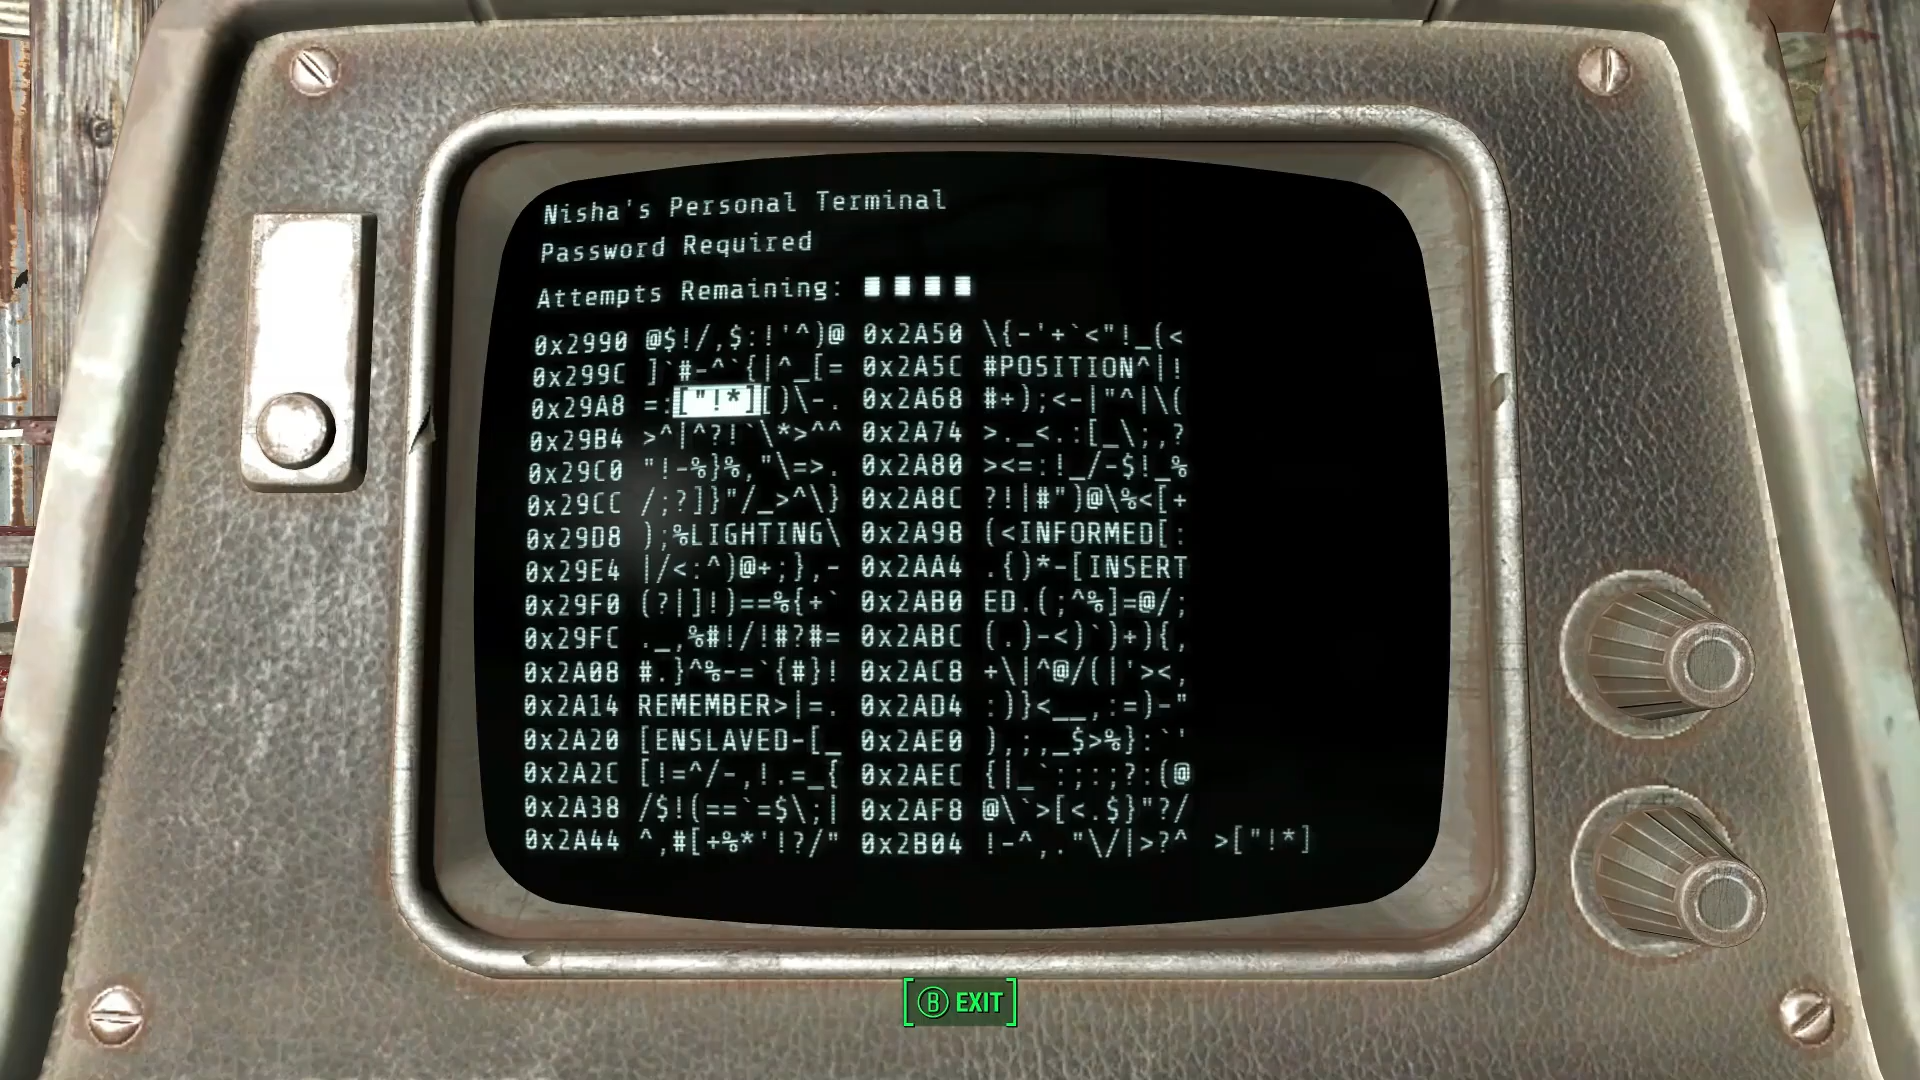 Nisha's Personal Terminal
Password Required
Attempts Remaining: ■ ■ ■ ■
0x2990 @$!/,$:!'^)@ 0x2A50 \{-'+`<"!_(<
0x299C ]`#-^`{|^_[= 0x2A5C #POSITION^|!
0x29A8 =:["!*][)\-. 0x2A68 #+);<-|"^|\(
0x29B4 >^|^?!`\*>^^ 0x2A74 >._<.:[_\;,?
0x29C0 "!-%}%,"\=>. 0x2A80 ><=:!_/-$!_%
0x29CC /;?]}"/_>^\} 0x2A8C ?!|#")@\%<[+
0x29D8 );%LIGHTING\ 0x2A98 (<INFORMED[:
0x29E4 |/<:^)@+;},- 0x2AA4 .{)*-[INSERT
0x29F0 (?|]!)==%{+` 0x2AB0 ED.(;^%]=@/;
0x29FC ._,%#!/!#?#= 0x2ABC (.)-<)`)+){,
0x2A08 #.}^%-=`{#}! 0x2AC8 +\|^@/(|'><,
0x2A14 REMEMBER>|=. 0x2AD4 :)}<__,:=)-"
0x2A20 [ENSLAVED-[_ 0x2AE0 ),;,_$>%}:`'
0x2A2C [!=^/-,!.=_{ 0x2AEC {|_`:;:;?:(@
0x2A38 /$!(==`=$\;| 0x2AF8 @\`>[<.$}"?/
0x2A44 ^,#[+%*'!?/" 0x2B04 !-^,."\/|>?^ >["!*]
B EXIT